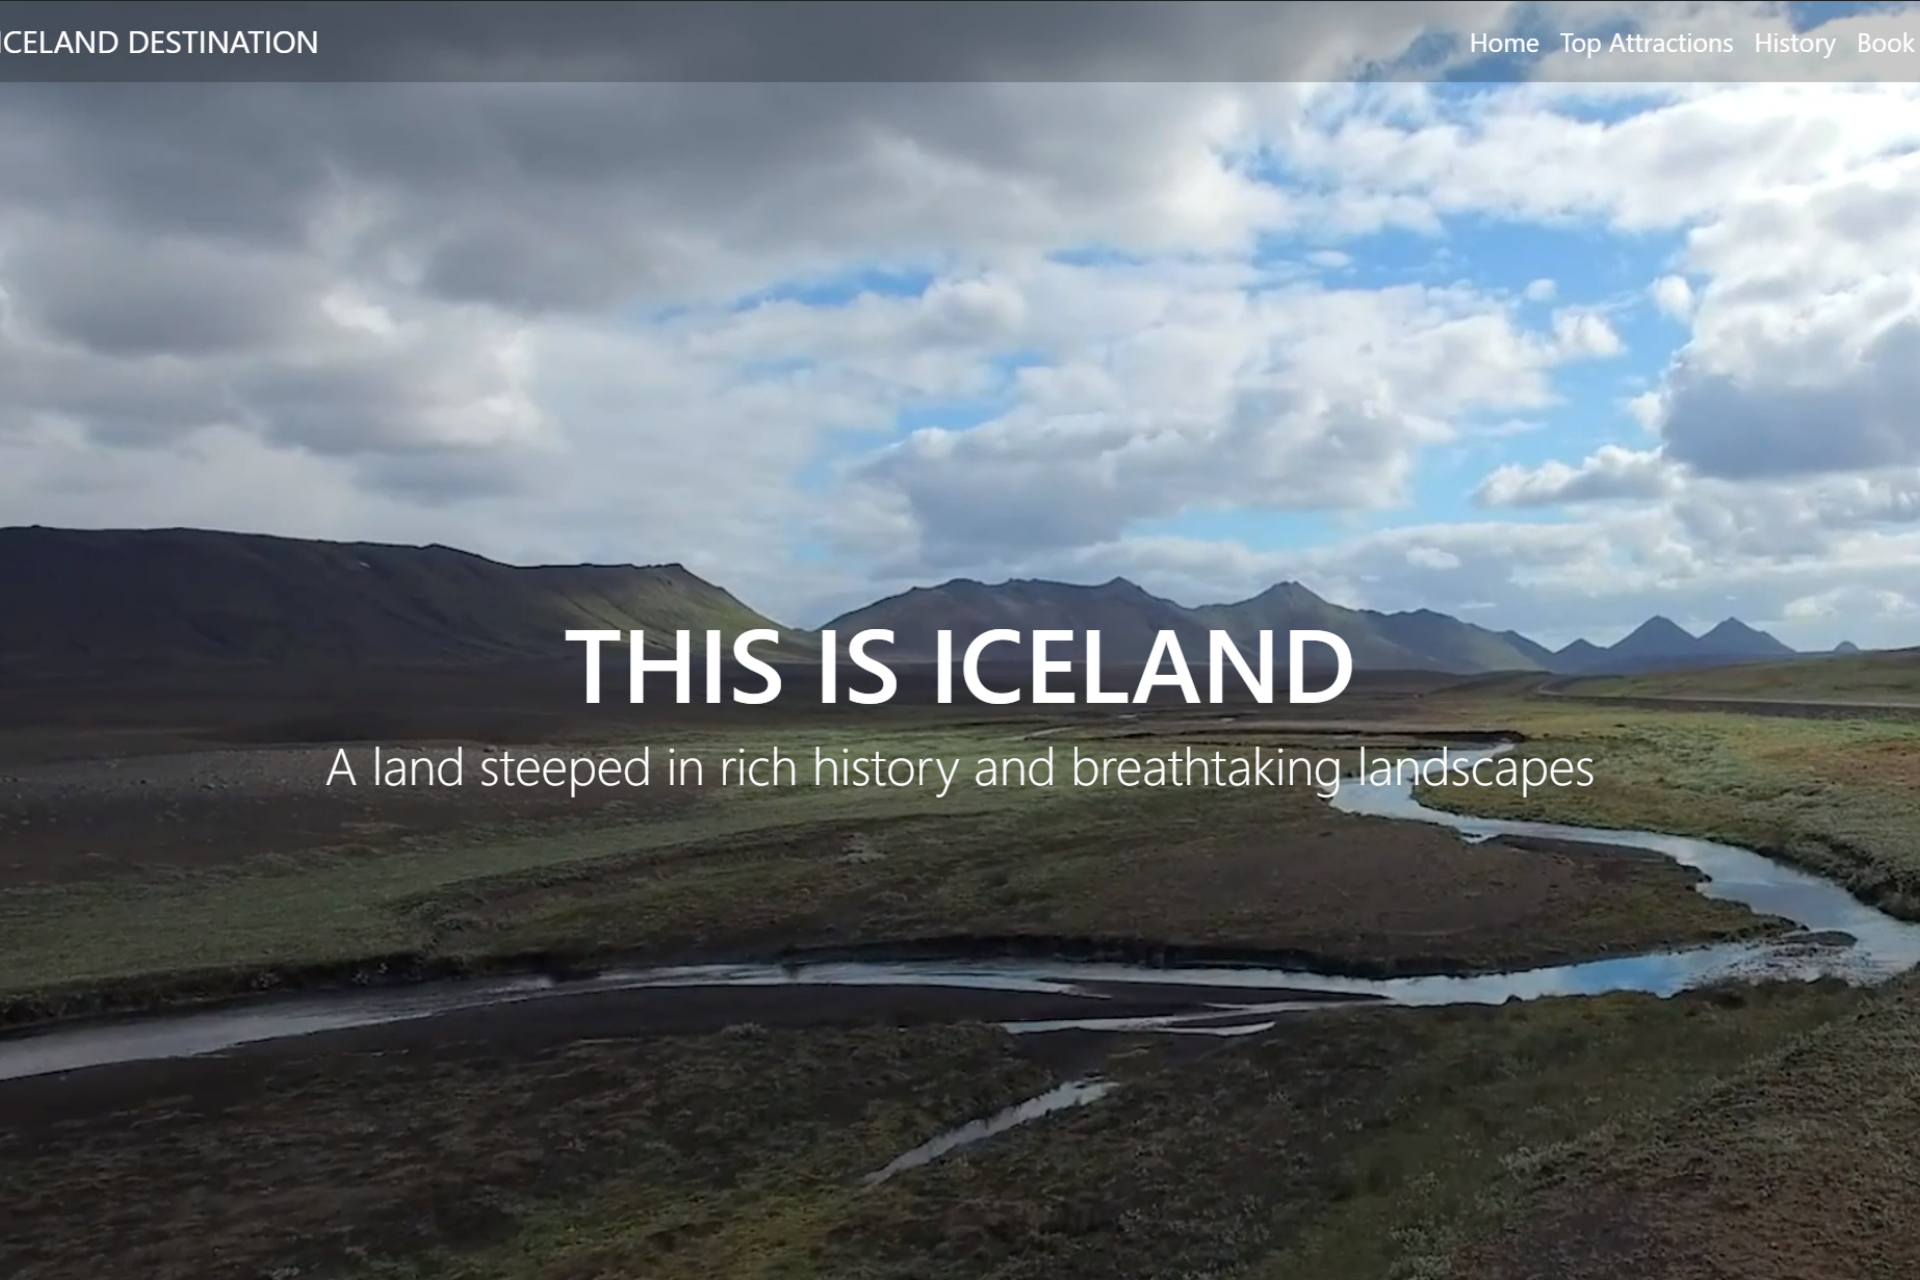 ICELAND DESTINATION
Home Top Attractions History Book
THIS IS ICELAND
A land steeped in rich history and breathtaking landscapes